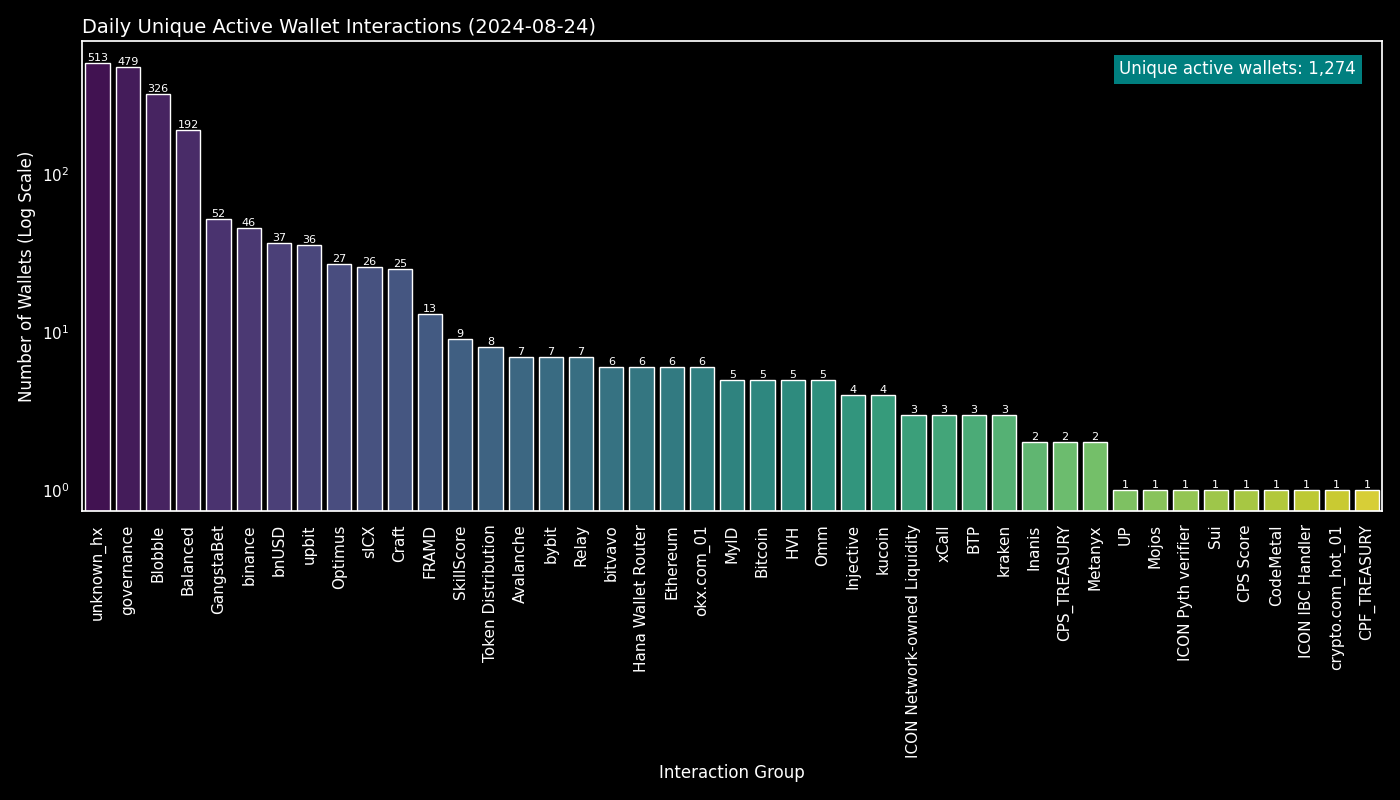 Daily Unique Active Wallet Interactions (2024-08-24)
Unique active wallets: 1,274
Number of Wallets (Log Scale)
10²
10¹
10⁰
513
479
326
192
52
46
37
36
27
26
25
13
9
8
7
7
7
6
6
6
6
5
5
5
5
4
4
3
3
3
3
2
2
2
1
1
1
1
1
1
1
1
1
unknown_hx
governance
Blobble
Balanced
GangstaBet
binance
bnUSD
upbit
Optimus
sICX
Craft
FRAMD
SkillScore
Token Distribution
Avalanche
bybit
Relay
bitvavo
Hana Wallet Router
Ethereum
okx.com_01
MyID
Bitcoin
HVH
Omm
Injective
kucoin
ICON Network-owned Liquidity
xCall
BTP
kraken
Inanis
CPS_TREASURY
Metanyx
UP
Mojos
ICON Pyth verifier
Sui
CPS Score
CodeMetal
ICON IBC Handler
crypto.com_hot_01
CPF_TREASURY
Interaction Group